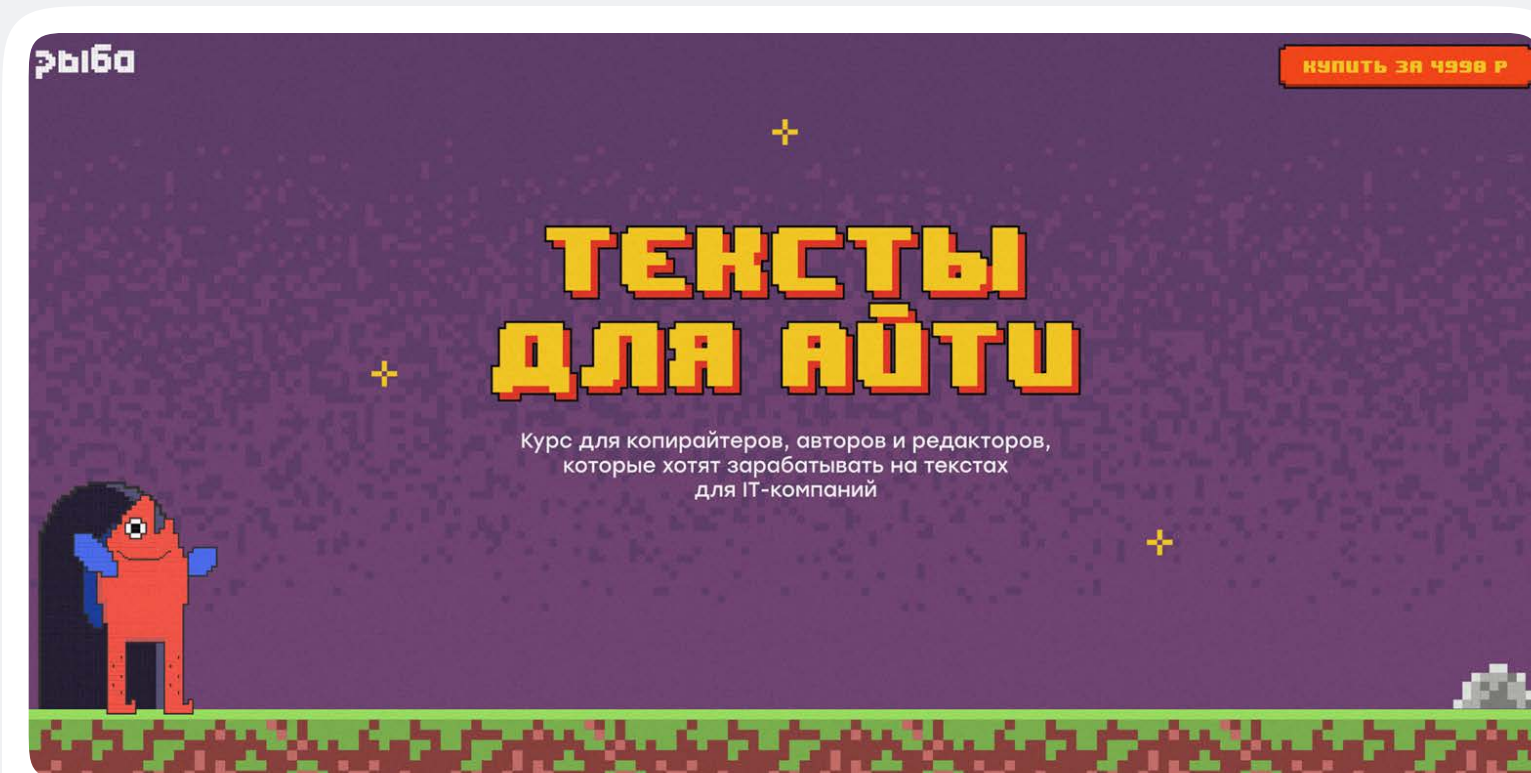 рыба
КУПИТЬ ЗА 4998 Р
ТЕКСТЫ
ДЛЯ АЙТИ
Курс для копирайтеров, авторов и редакторов,
которые хотят зарабатывать на текстах
для IT-компаний